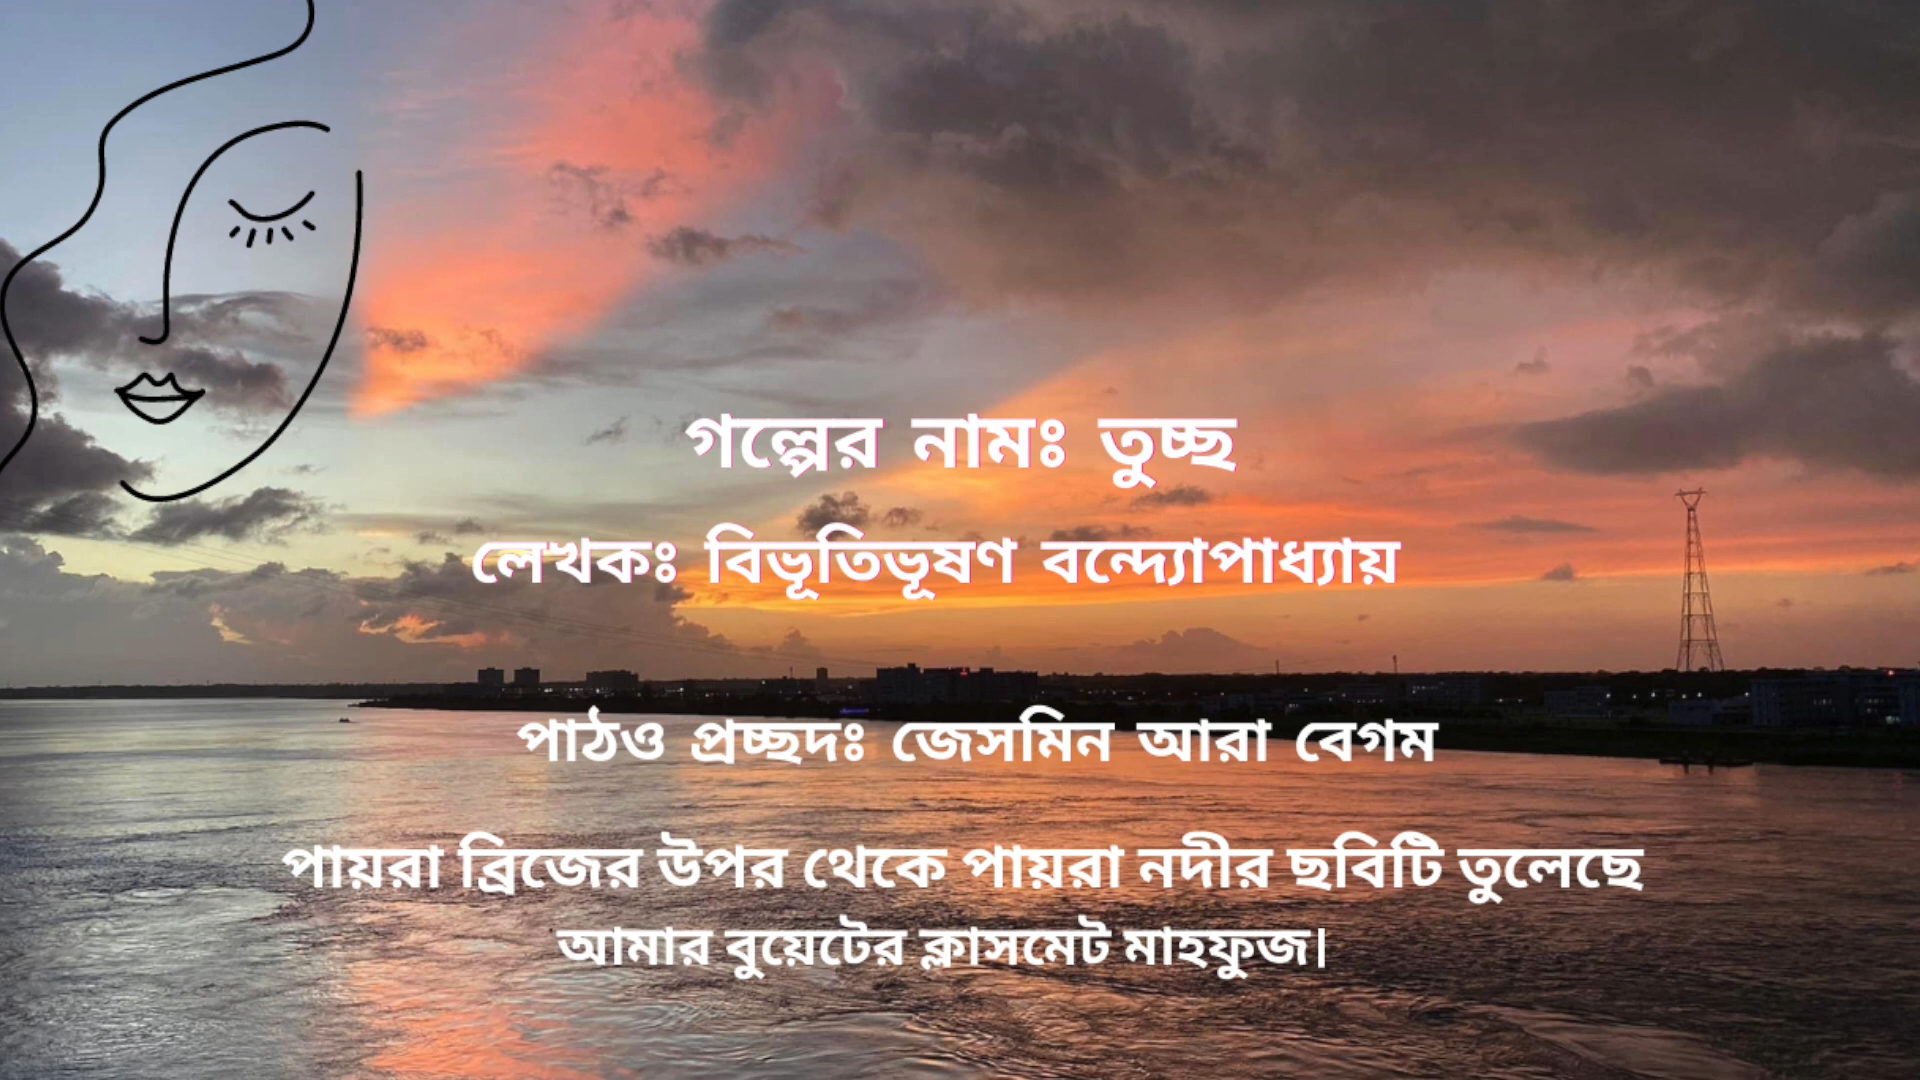 গল্পের নামঃ তুচ্ছ
লেখকঃ বিভূতিভূষণ বন্দ্যোপাধ্যায়
পাঠও প্রচ্ছদঃ জেসমিন আরা বেগম
পায়রা ব্রিজের উপর থেকে পায়রা নদীর ছবিটি তুলেছে
আমার বুয়েটের ক্লাসমেট মাহফুজ।